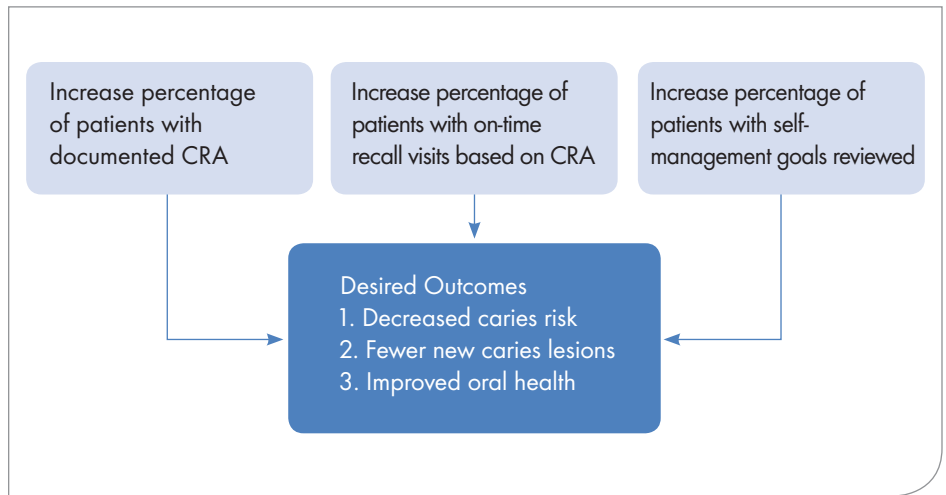 Increase percentage
of patients with
documented CRA
Increase percentage of
patients with on-time
recall visits based on CRA
Increase percentage of
patients with self-
management goals reviewed
Desired Outcomes
1. Decreased caries risk
2. Fewer new caries lesions
3. Improved oral health